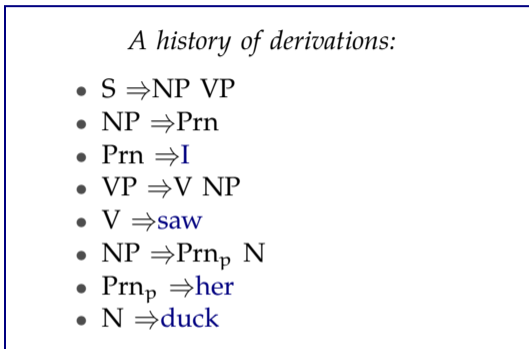 A history of derivations:
• S ⇒NP VP
• NP ⇒Prn
• Prn ⇒I
• VP ⇒V NP
• V ⇒saw
• NP ⇒Prnₚ N
• Prnₚ ⇒her
• N ⇒duck